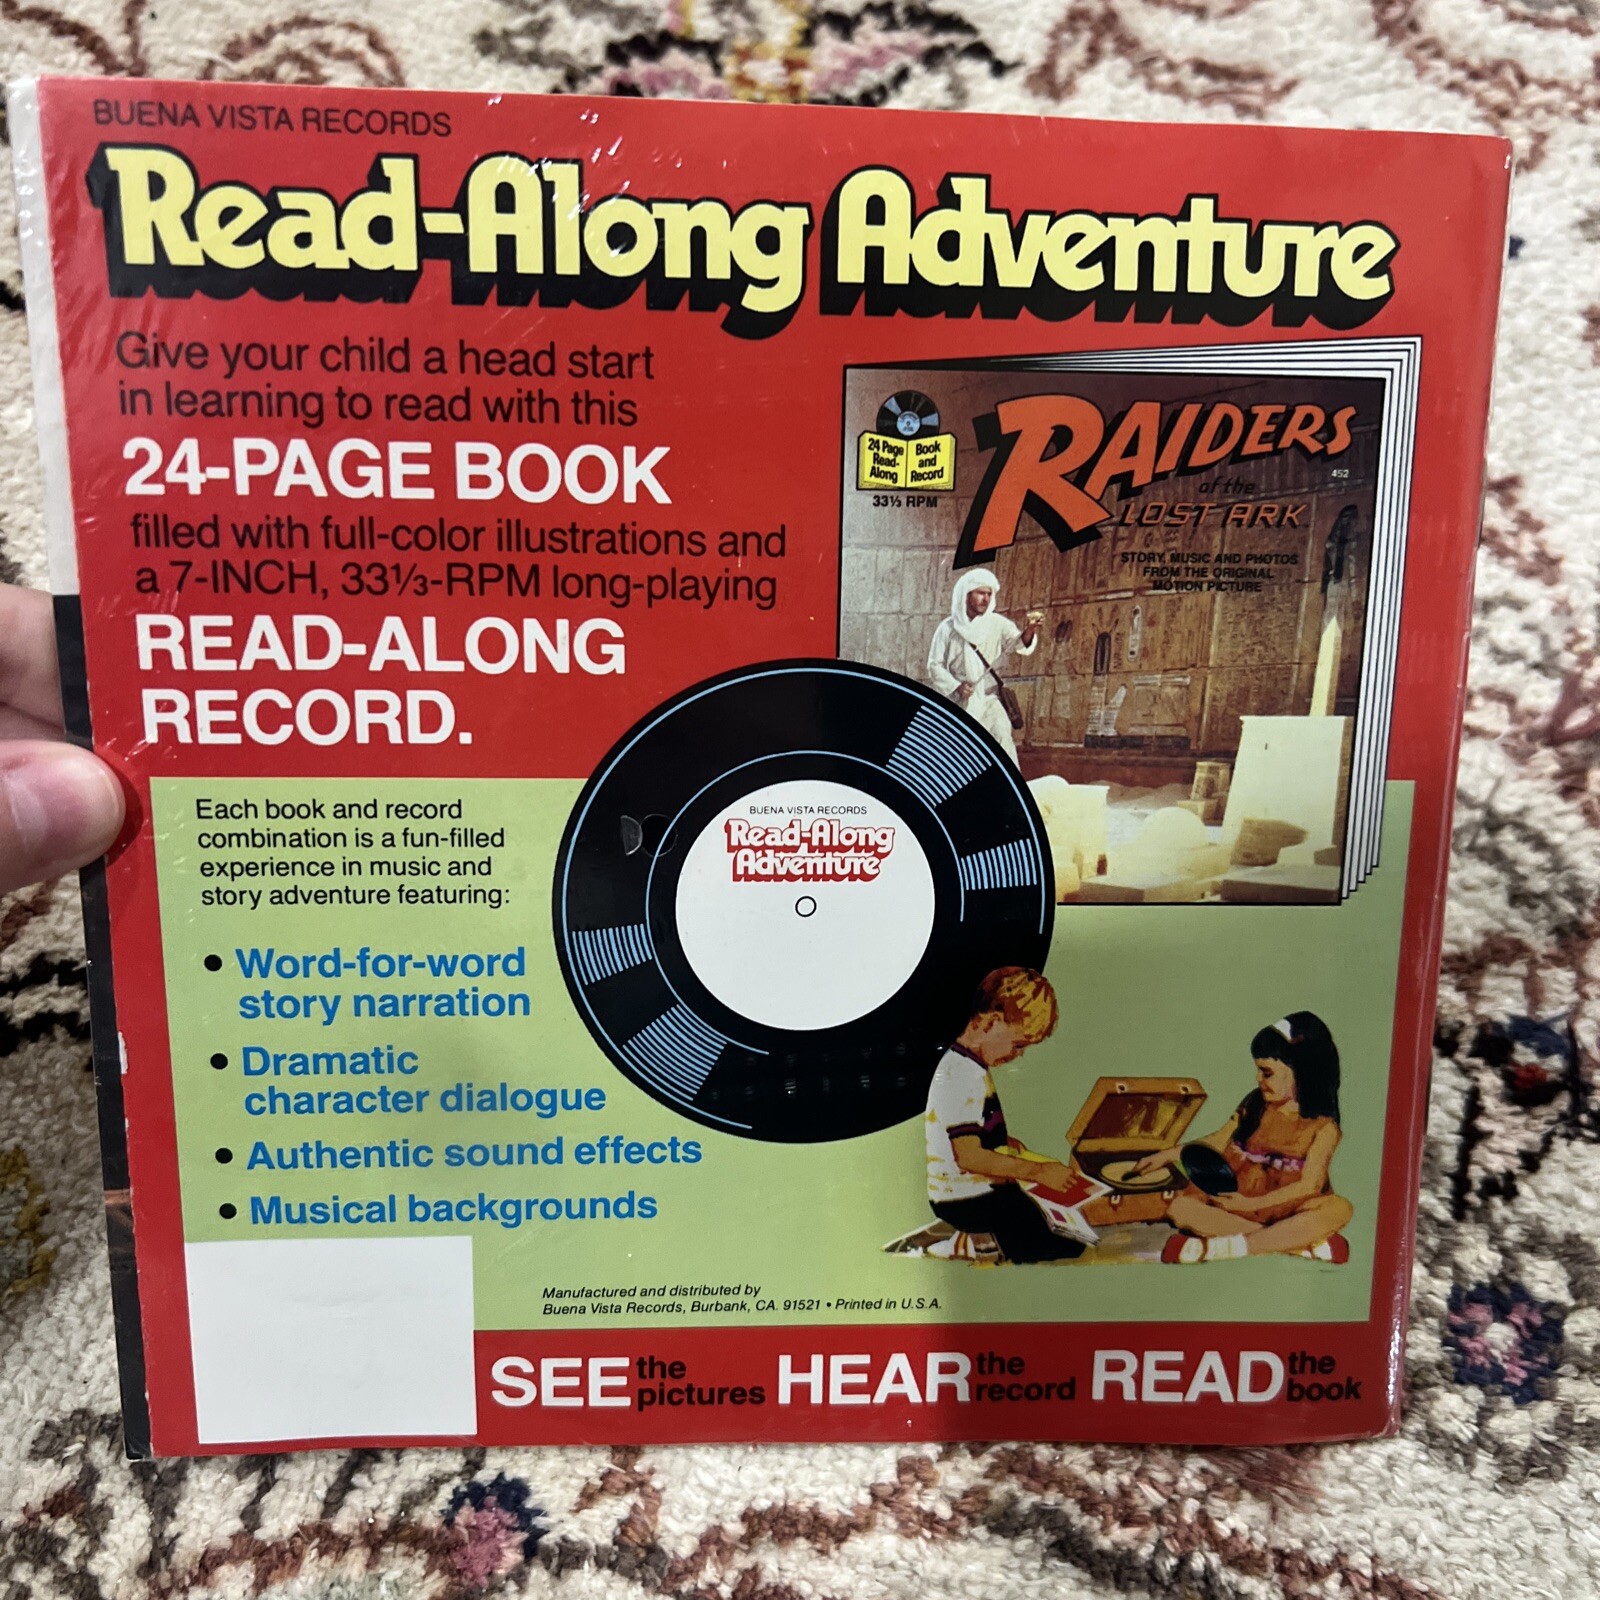 BUENA VISTA RECORDS
Read-Along Adventure
Give your child a head start
in learning to read with this
24-PAGE BOOK
filled with full-color illustrations and
a 7-INCH, 33⅓-RPM long-playing
READ-ALONG
RECORD.
24 Page
Read-
Along
Book
and
Record
33⅓ RPM
RAIDERS
of the
LOST ARK
452
STORY, MUSIC AND PHOTOS
FROM THE ORIGINAL
MOTION PICTURE
BUENA VISTA RECORDS
Read-Along
Adventure
Each book and record
combination is a fun-filled
experience in music and
story adventure featuring:
• Word-for-word
story narration
• Dramatic
character dialogue
• Authentic sound effects
• Musical backgrounds
Manufactured and distributed by
Buena Vista Records, Burbank, CA. 91521 • Printed in U.S.A.
SEE the pictures HEAR the record READ the book